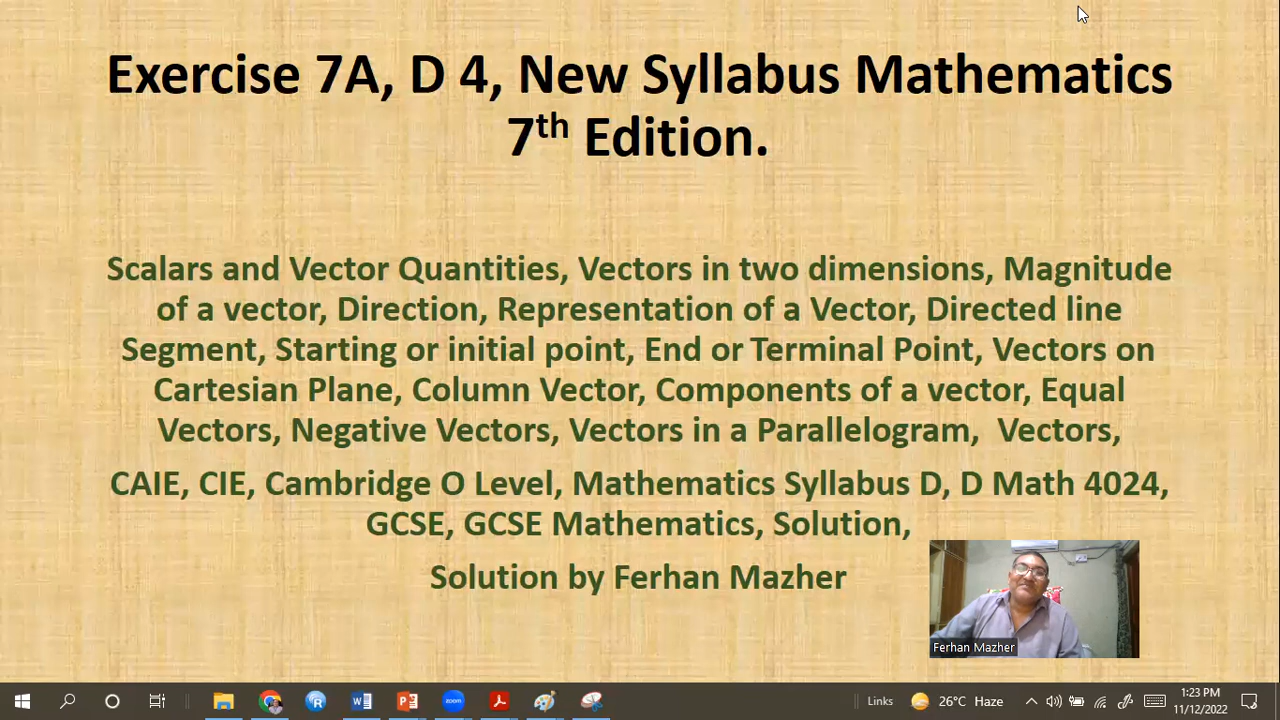 Exercise 7A, D 4, New Syllabus Mathematics
7th Edition.
Scalars and Vector Quantities, Vectors in two dimensions, Magnitude
of a vector, Direction, Representation of a Vector, Directed line
Segment, Starting or initial point, End or Terminal Point, Vectors on
Cartesian Plane, Column Vector, Components of a vector, Equal
Vectors, Negative Vectors, Vectors in a Parallelogram,  Vectors,
CAIE, CIE, Cambridge O Level, Mathematics Syllabus D, D Math 4024,
GCSE, GCSE Mathematics, Solution,
Solution by Ferhan Mazher
Ferhan Mazher
zoom
Links
26°C Haze
1:23 PM
11/12/2022